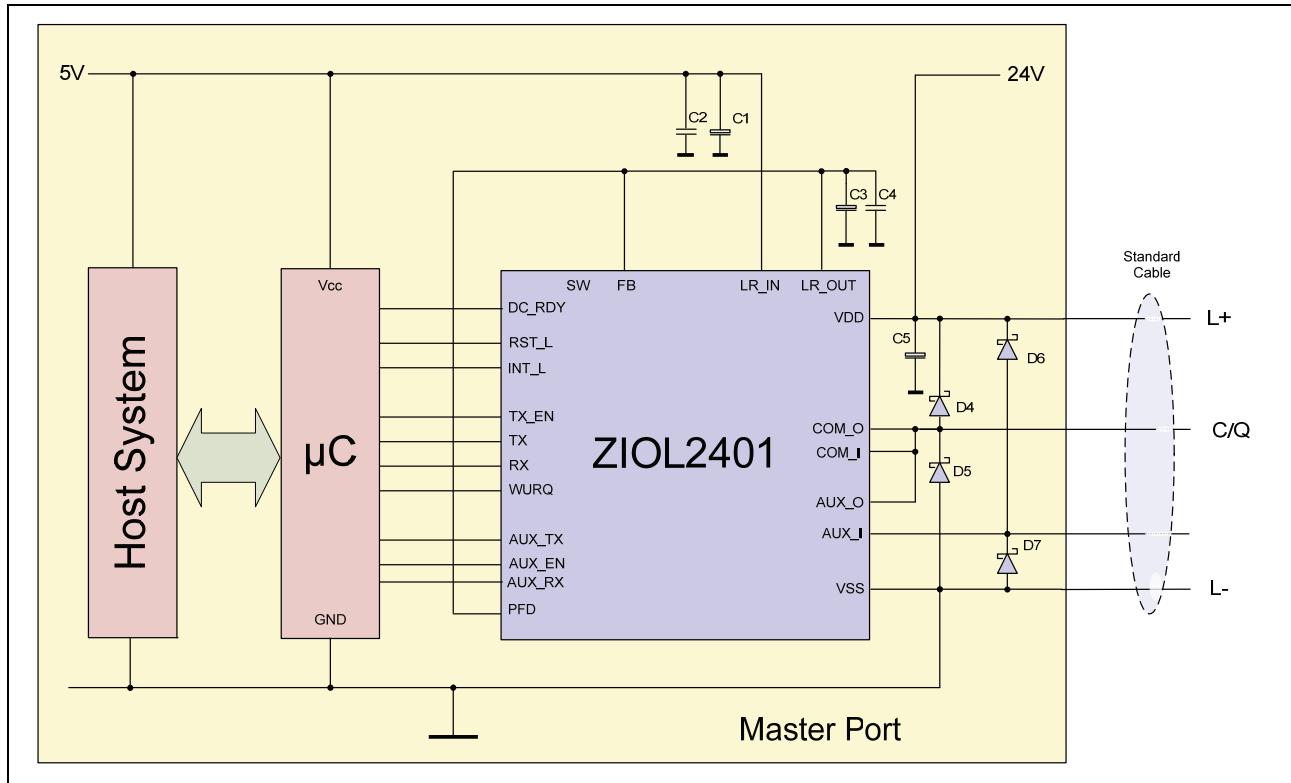 5V
24V
C2
C1
C3
C4
Standard
Cable
SW
FB
LR_IN
LR_OUT
Vcc
DC_RDY
VDD
L+
RST_L
C5
INT_L
D6
TX_EN
D4
TX
COM_O
C/Q
Host System
µC
ZIOL2401
COM_I
RX
D5
WURQ
AUX_O
AUX_TX
AUX_I
AUX_EN
D7
AUX_RX
VSS
L-
PFD
GND
Master Port